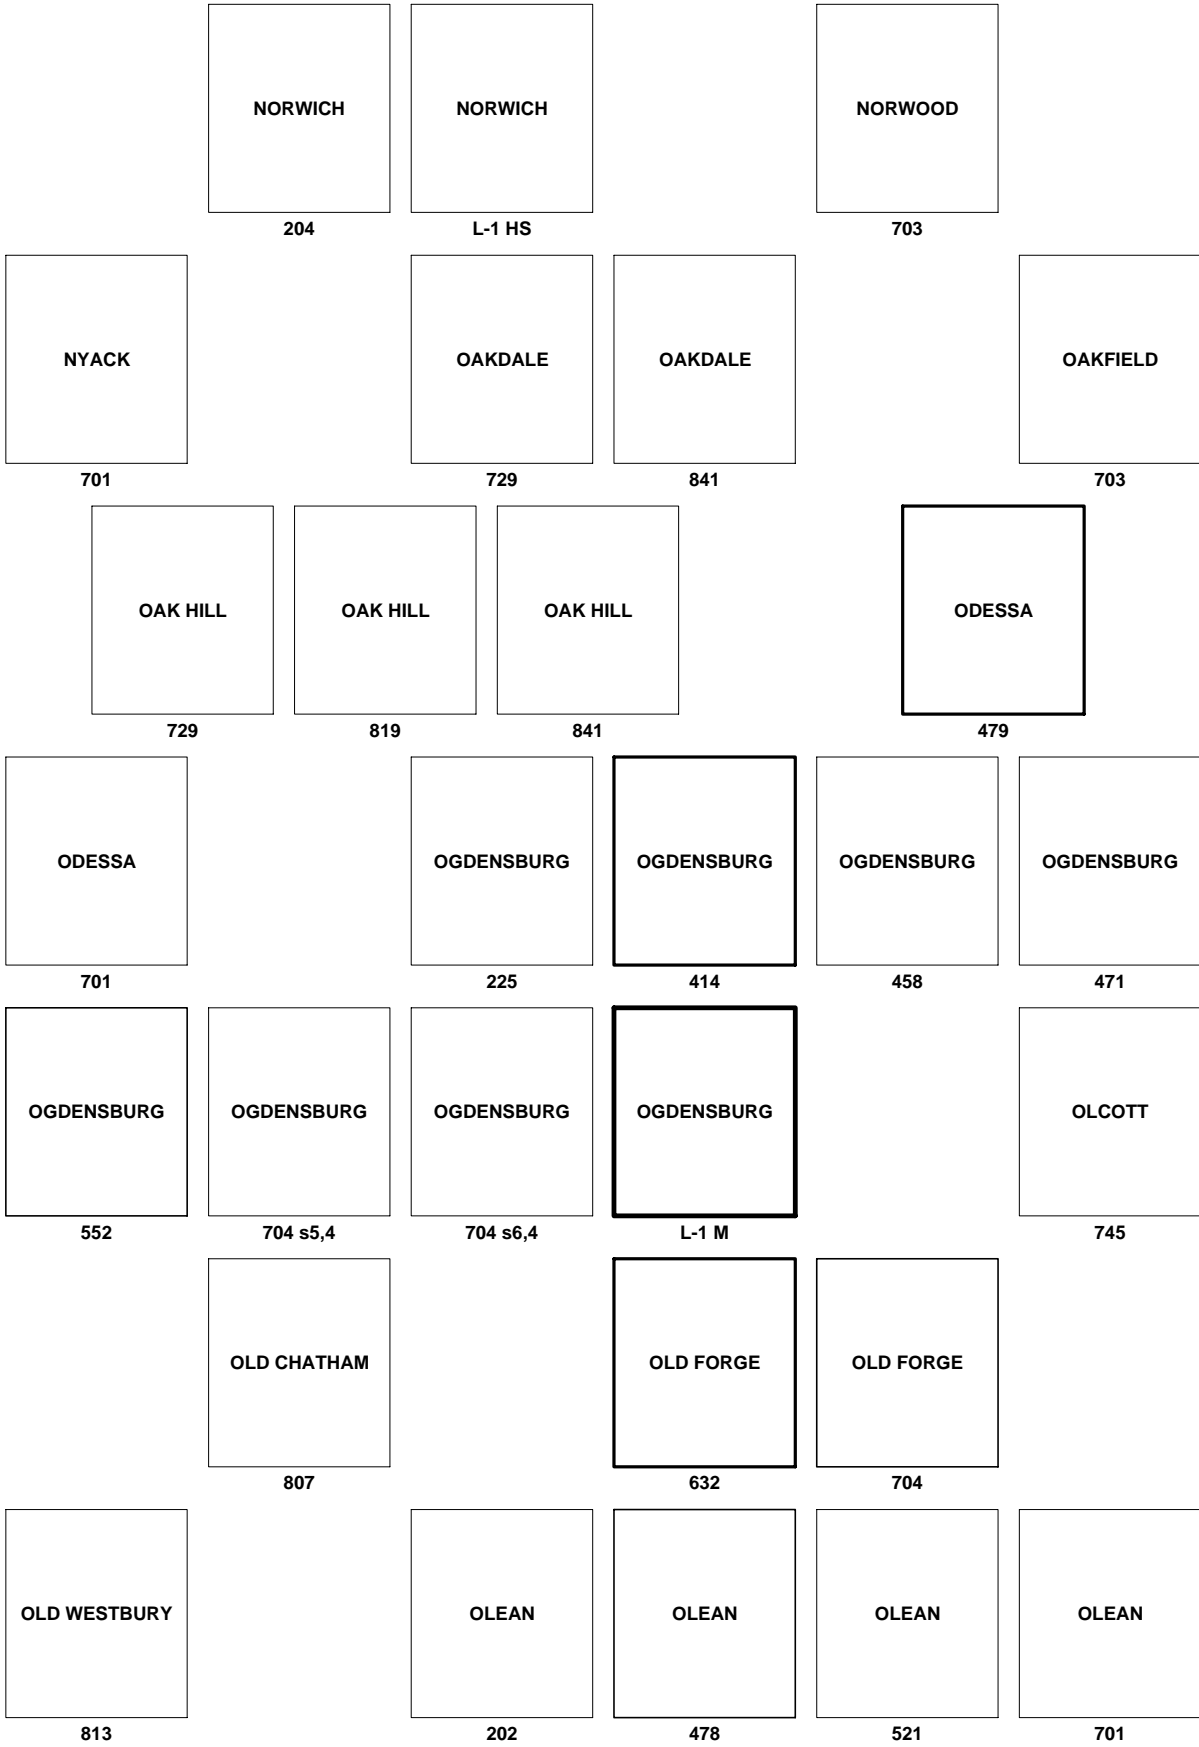 NORWICH NORWICH NORWOOD
204 L-1 HS 703
NYACK OAKDALE OAKDALE OAKFIELD
701 729 841 703
OAK HILL OAK HILL OAK HILL ODESSA
729 819 841 479
ODESSA OGDENSBURG OGDENSBURG OGDENSBURG OGDENSBURG
701 225 414 458 471
OGDENSBURG OGDENSBURG OGDENSBURG OGDENSBURG OLCOTT
552 704 s5,4 704 s6,4 L-1 M 745
OLD CHATHAM OLD FORGE OLD FORGE
807 632 704
OLD WESTBURY OLEAN OLEAN OLEAN OLEAN
813 202 478 521 701